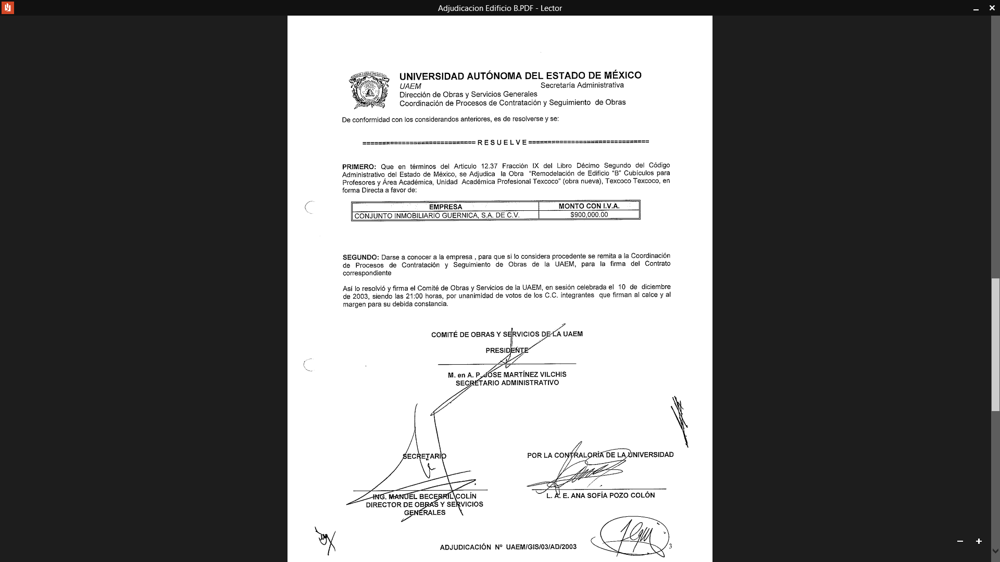 Adjudicacion Edificio B.PDF - Lector
UNIVERSIDAD AUTÓNOMA DEL ESTADO DE MÉXICO
UAEM Secretaría Administrativa
Dirección de Obras y Servicios Generales
Coordinación de Procesos de Contratación y Seguimiento de Obras
De conformidad con los considerandos anteriores, es de resolverse y se:
============================ R E S U E L V E ==============================
PRIMERO: Que en términos del Articulo 12.37 Fracción IX del Libro Décimo Segundo del Código
Administrativo del Estado de México, se Adjudica la Obra "Remodelación de Edificio "B" Cubículos para
Profesores y Área Académica, Unidad Académica Profesional Texcoco" (obra nueva), Texcoco Texcoco, en
forma Directa a favor de:
EMPRESA MONTO CON I.V.A.
CONJUNTO INMOBILIARIO GUERNICA, S.A. DE C.V. $900,000.00
SEGUNDO: Darse a conocer a la empresa , para que si lo considera procedente se remita a la Coordinación
de Procesos de Contratación y Seguimiento de Obras de la UAEM, para la firma del Contrato
correspondiente
Así lo resolvió y firma el Comité de Obras y Servicios de la UAEM, en sesión celebrada el 10 de diciembre
de 2003, siendo las 21:00 horas, por unanimidad de votos de los C.C. integrantes que firman al calce y al
margen para su debida constancia.
COMITÉ DE OBRAS Y SERVICIOS DE LA UAEM
PRESIDENTE
M. en A. P. JOSE MARTÍNEZ VILCHIS
SECRETARIO ADMINISTRATIVO
SECRETARIO
ING. MANUEL BECERRIL COLÍN
DIRECTOR DE OBRAS Y SERVICIOS
GENERALES
POR LA CONTRALORÍA DE LA UNIVERSIDAD
L. A. E. ANA SOFÍA POZO COLÓN
ADJUDICACIÓN Nº UAEM/GIS/03/AD/2003
3